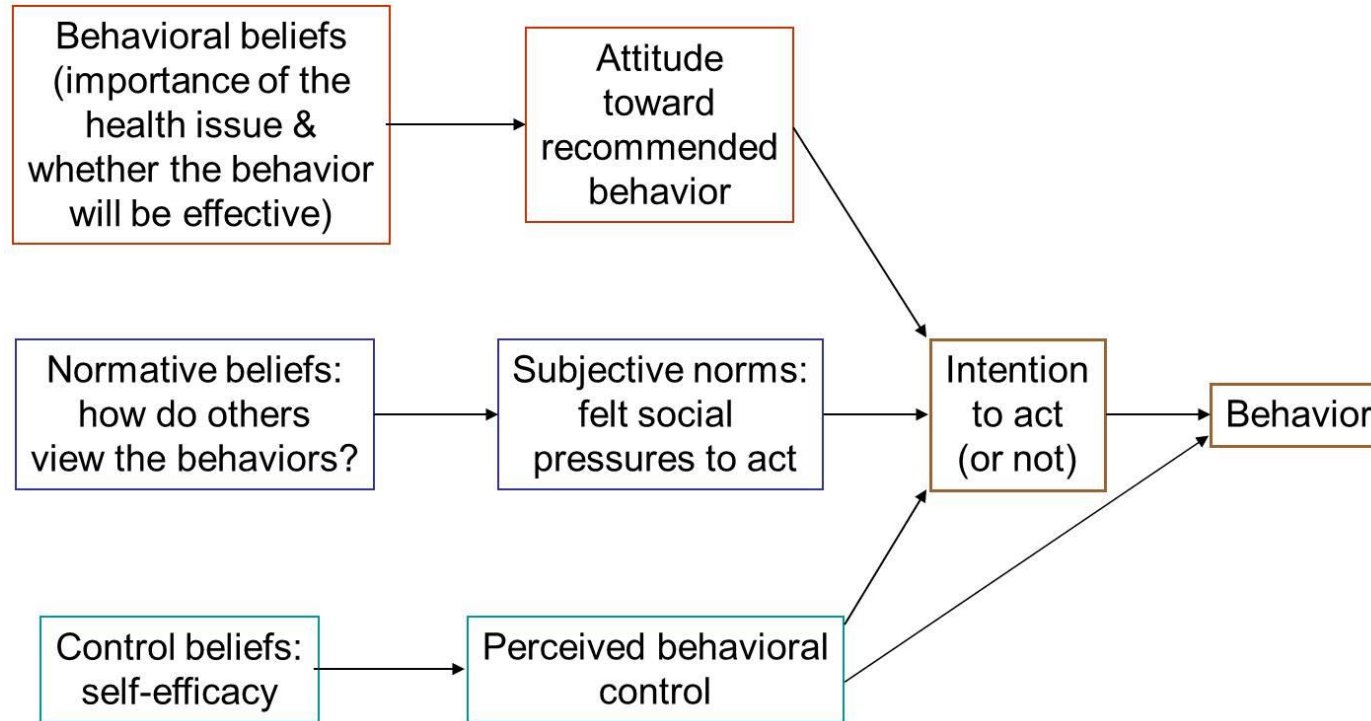 Behavioral beliefs
(importance of the
health issue &
whether the behavior
will be effective)
Attitude
toward
recommended
behavior
Normative beliefs:
how do others
view the behaviors?
Subjective norms:
felt social
pressures to act
Intention
to act
(or not)
Behavior
Control beliefs:
self-efficacy
Perceived behavioral
control